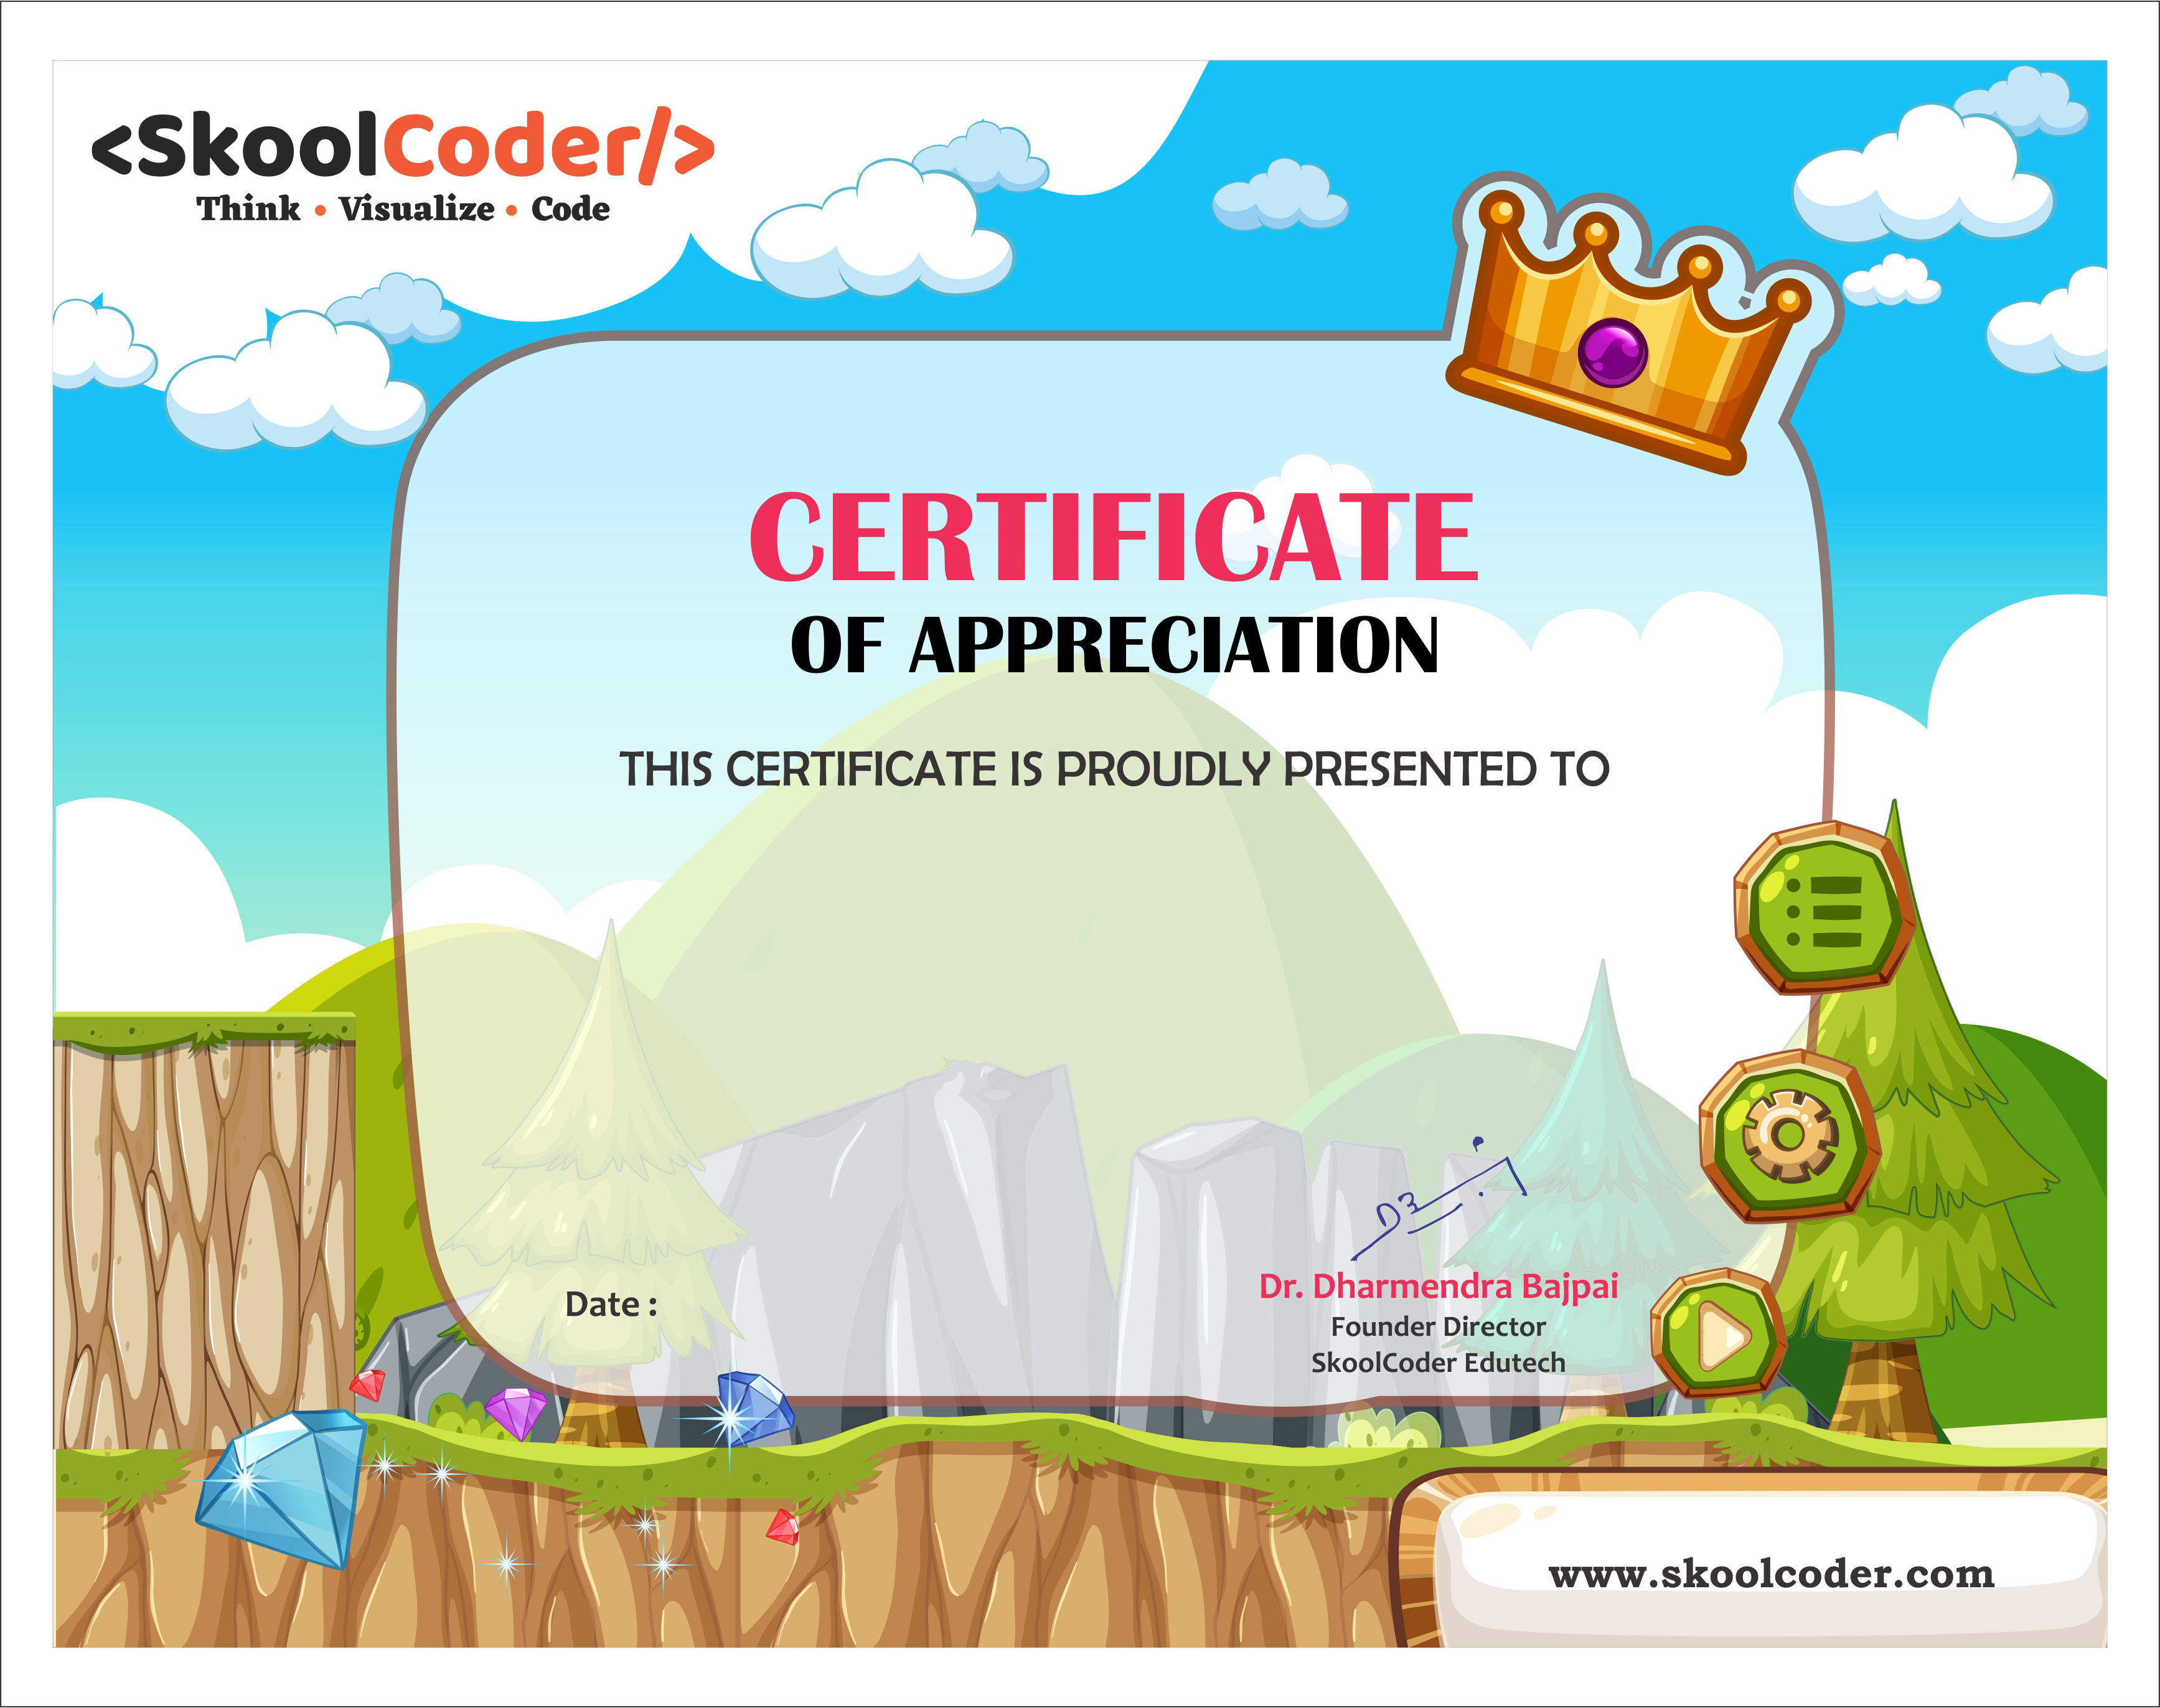 <SkoolCoder/>
Think • Visualize • Code
CERTIFICATE
OF APPRECIATION
THIS CERTIFICATE IS PROUDLY PRESENTED TO
Date :
Dr. Dharmendra Bajpai
Founder Director
SkoolCoder Edutech
www.skoolcoder.com